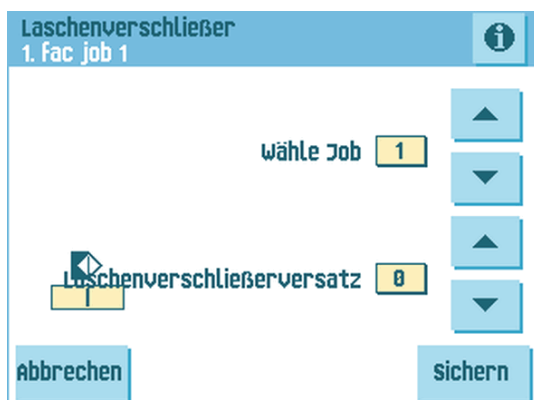 Laschenverschließer
1. Fac job 1
Wähle Job 1
Laschenverschließerversatz 0
Abbrechen
Sichern